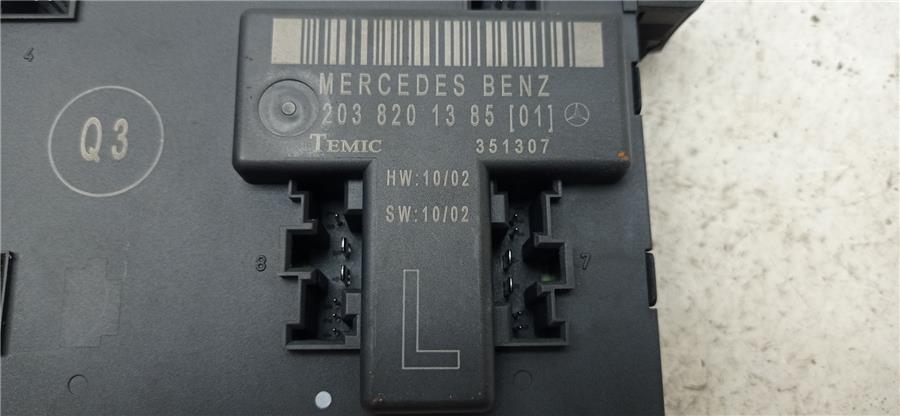 4
MERCEDES BENZ
203 820 13 85 [01]
TEMIC 351307
Q3
HW:10/02
SW:10/02
8 7
L